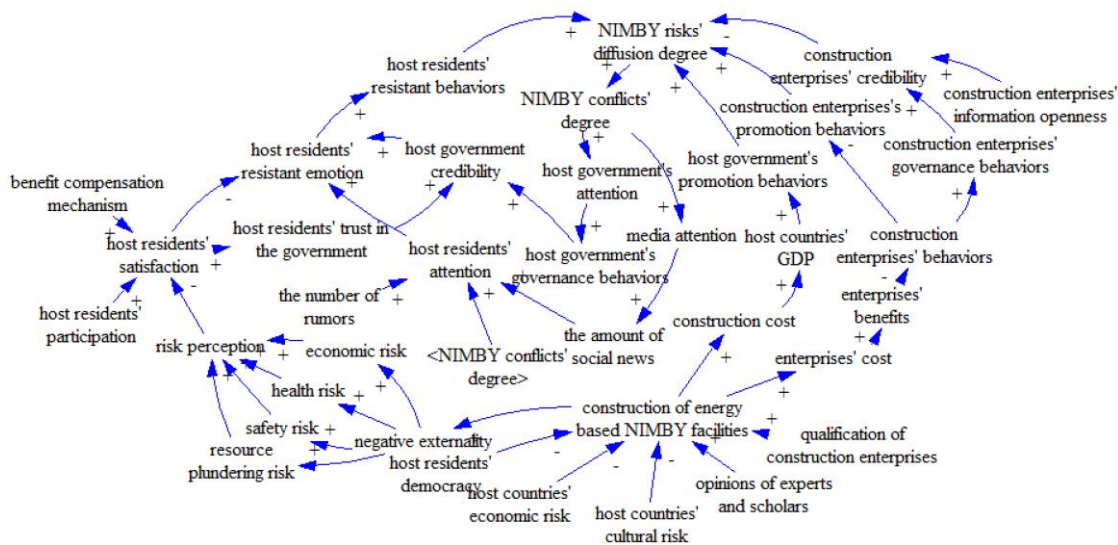 NIMBY risks'
diffusion degree
construction
enterprises' credibility
host residents'
resistant behaviors
NIMBY conflicts'
degree
construction enterprises's
promotion behaviors
construction enterprises'
information openness
host residents'
resistant emotion
host government
credibility
host government's
attention
host government's
promotion behaviors
construction enterprises'
governance behaviors
benefit compensation
mechanism
host residents' trust in
the government
host residents'
satisfaction
host residents'
attention
host government's
governance behaviors
media attention
host countries'
GDP
construction
enterprises' behaviors
host residents'
participation
the number of
rumors
enterprises'
benefits
construction cost
risk perception
economic risk
<NIMBY conflicts'
degree>
the amount of
social news
enterprises' cost
health risk
safety risk
resource
plundering risk
negative externality
host residents'
democracy
construction of energy
based NIMBY facilities
qualification of
construction enterprises
host countries'
economic risk
host countries'
cultural risk
opinions of experts
and scholars